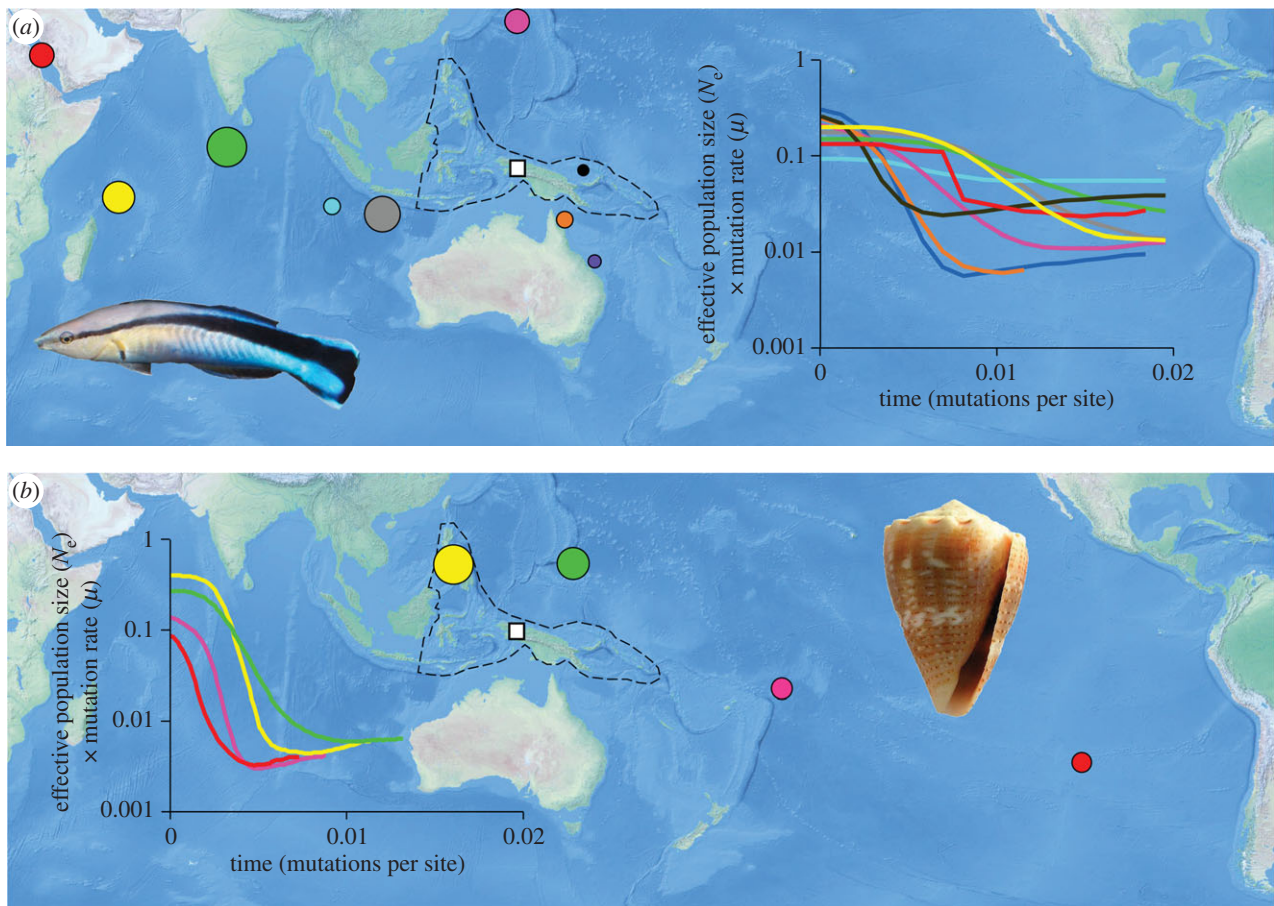 (a)
effective population size (Nₑ)
× mutation rate (µ)
1
0.1
0.01
0.001
0
0.01
0.02
time (mutations per site)
(b)
effective population size (Nₑ)
× mutation rate (µ)
1
0.1
0.01
0.001
0
0.01
0.02
time (mutations per site)